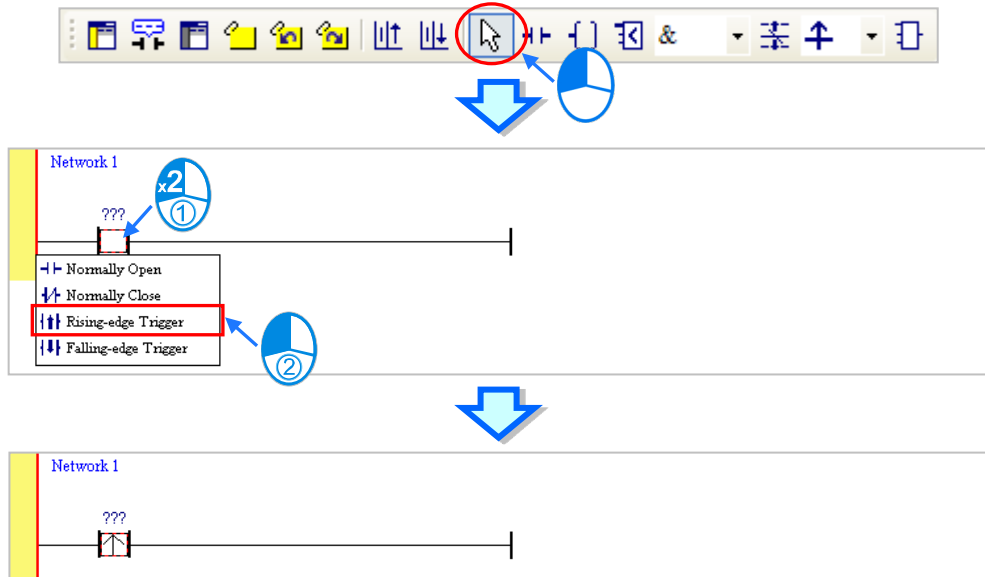 &
Network 1
x2
①
???
Normally Open
Normally Close
Rising-edge Trigger
Falling-edge Trigger
②
Network 1
???